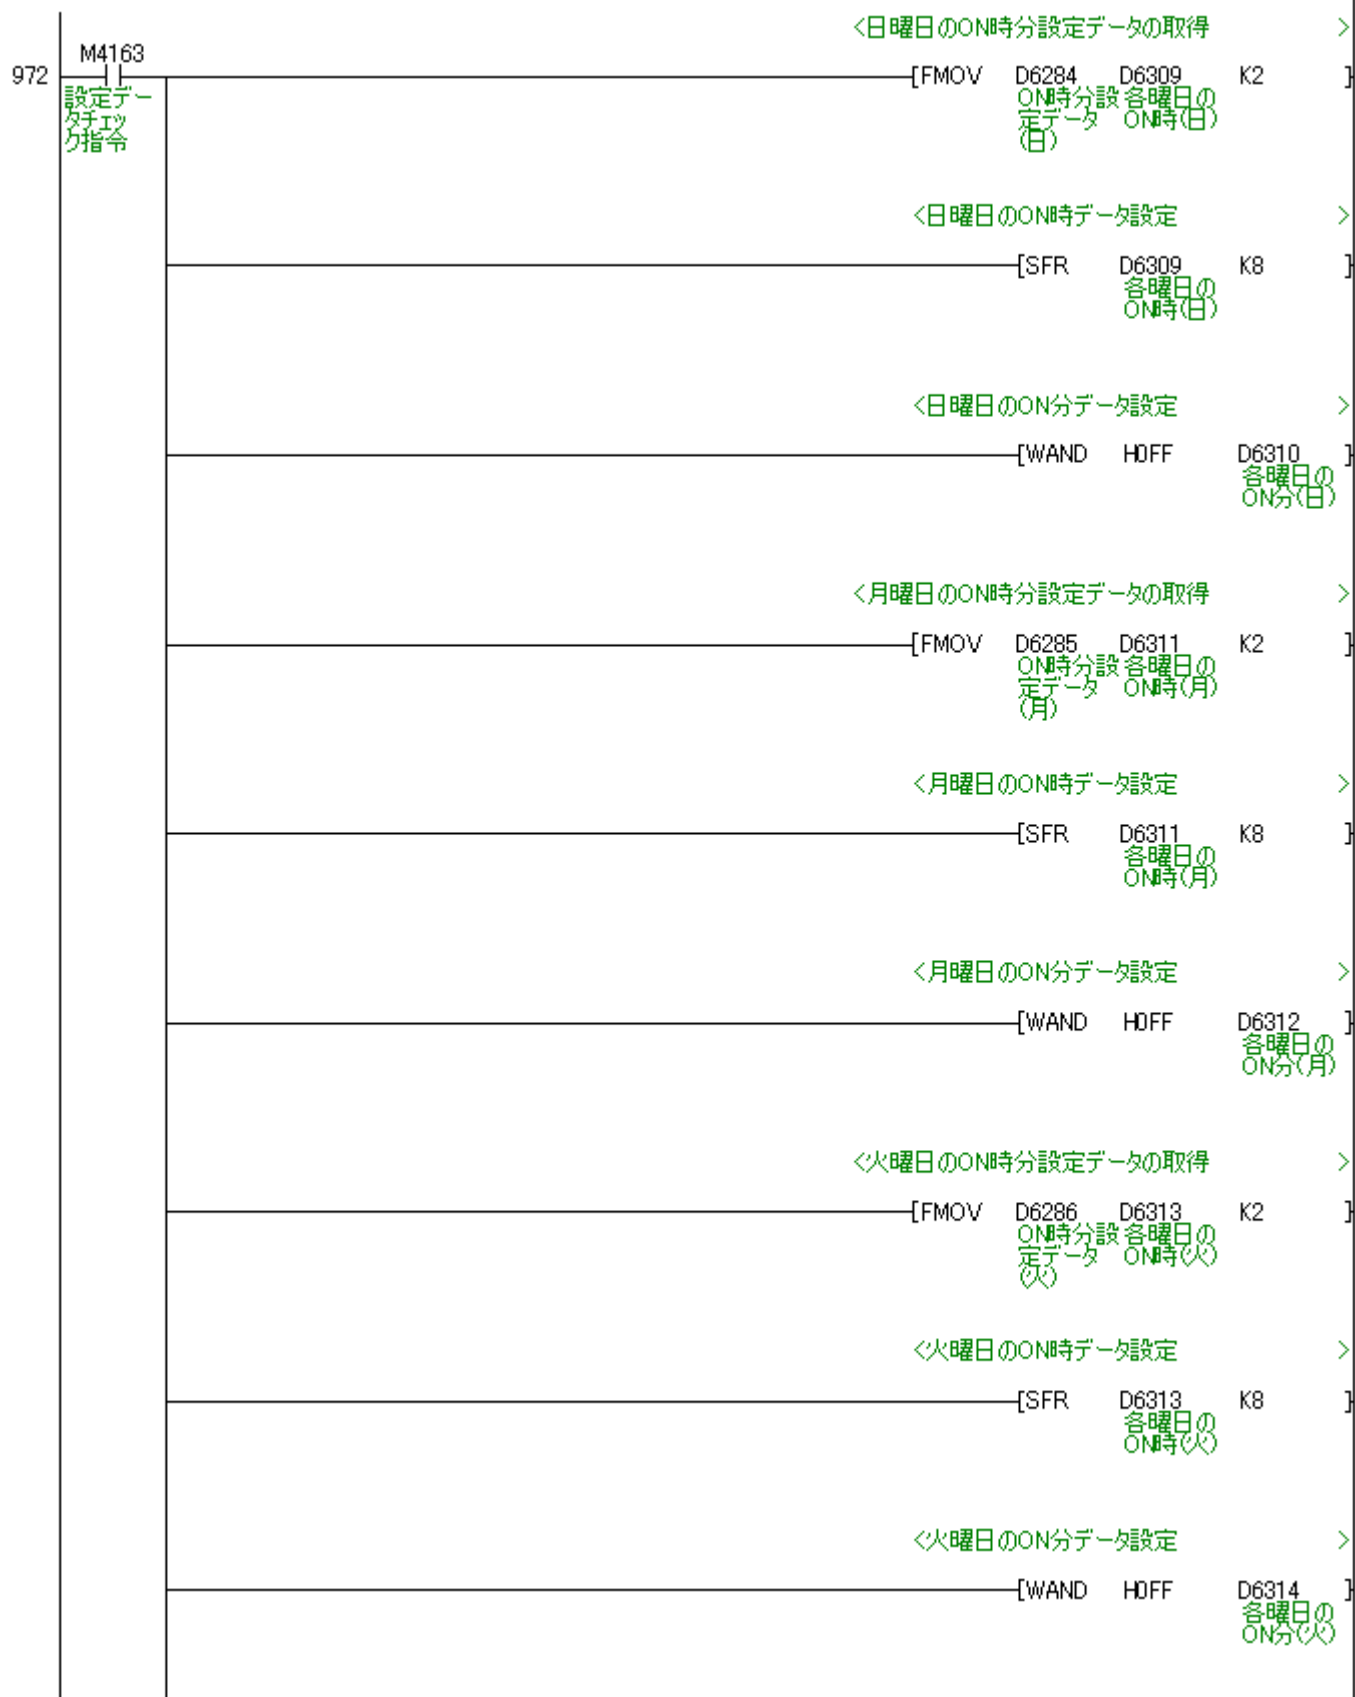 <日曜日のON時分設定データの取得 >
M4163
972 [FMOV D6284 D6309 K2 ]
設定デー
タチェッ
ク指令
ON時分設 各曜日の
定データ ON時(日)
(日)
<日曜日のON時データ設定 >
[SFR D6309 K8 ]
各曜日の
ON時(日)
<日曜日のON分データ設定 >
[WAND H0FF D6310 ]
各曜日の
ON分(日)
<月曜日のON時分設定データの取得 >
[FMOV D6285 D6311 K2 ]
ON時分設 各曜日の
定データ ON時(月)
(月)
<月曜日のON時データ設定 >
[SFR D6311 K8 ]
各曜日の
ON時(月)
<月曜日のON分データ設定 >
[WAND H0FF D6312 ]
各曜日の
ON分(月)
<火曜日のON時分設定データの取得 >
[FMOV D6286 D6313 K2 ]
ON時分設 各曜日の
定データ ON時(火)
(火)
<火曜日のON時データ設定 >
[SFR D6313 K8 ]
各曜日の
ON時(火)
<火曜日のON分データ設定 >
[WAND H0FF D6314 ]
各曜日の
ON分(火)